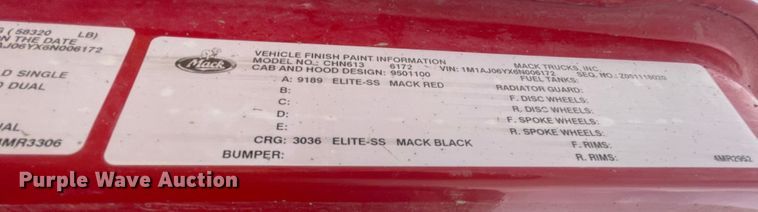 G (58320 LB)
N THE DATE
AJ06YX6N006172
D SINGLE
D DUAL
IAL
MR3306
Mack
VEHICLE FINISH PAINT INFORMATION MACK TRUCKS, INC.
MODEL NO.: CHN613 6172 VIN: 1M1AJ06YX6N006172 SEQ. NO.:
CAB AND HOOD DESIGN: 9501100 FUEL TANKS:
A: 9189 ELITE-SS MACK RED RADIATOR GUARD:
B: F. DISC WHEELS:
C: R. DISC WHEELS:
D: F. SPOKE WHEELS:
E: R. SPOKE WHEELS:
CRG: 3036 ELITE-SS MACK BLACK F. RIMS:
BUMPER: R. RIMS:
4MR2952
Purple Wave Auction